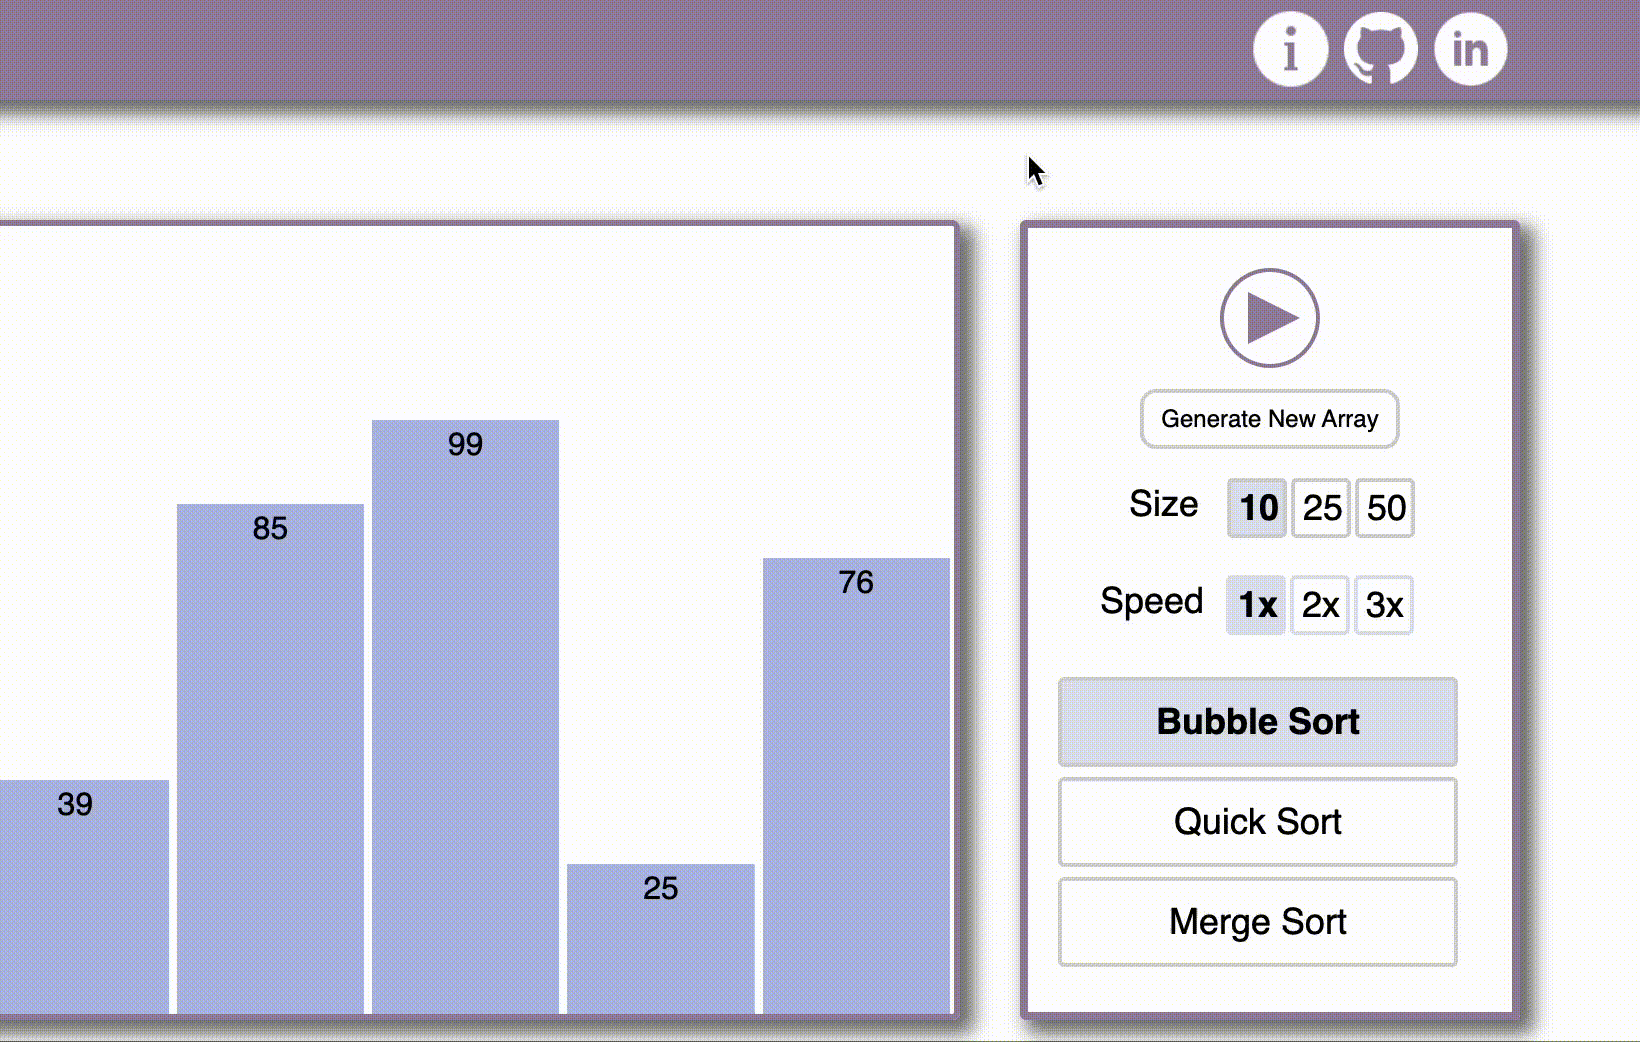 i
in
99
85
76
39
25
Generate New Array
Size 10 25 50
Speed 1x 2x 3x
Bubble Sort
Quick Sort
Merge Sort